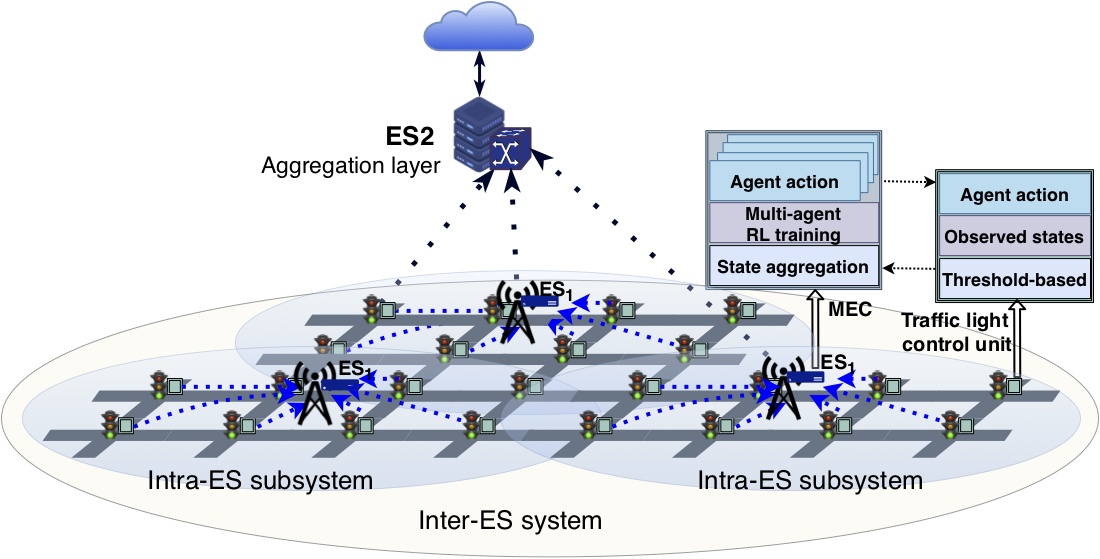 ES2
Aggregation layer
Agent action
Multi-agent
RL training
State aggregation
Agent action
Observed states
Threshold-based
MEC
Traffic light
control unit
ES1
ES1
ES1
Intra-ES subsystem
Intra-ES subsystem
Inter-ES system